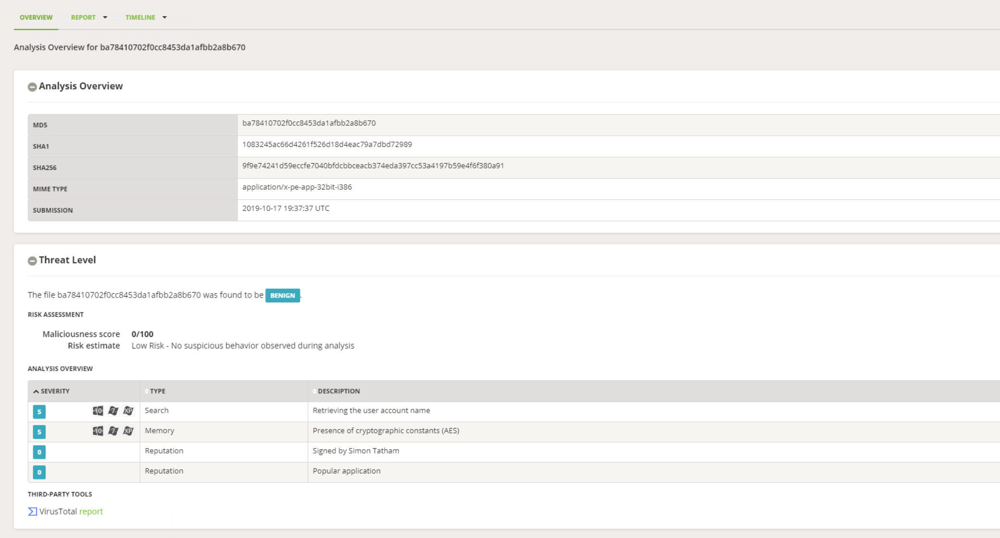 OVERVIEW REPORT TIMELINE
Analysis Overview for ba78410702f0cc8453da1afbb2a8b670
Analysis Overview
MD5 ba78410702f0cc8453da1afbb2a8b670
SHA1 1083245ac66d4261f526d18d4eac79a7dbd72989
SHA256 9f9e74241d59eccfe7040bfdcbbceacb374eda397cc53a4197b59e4f6f380a91
MIME TYPE application/x-pe-app-32bit-i386
SUBMISSION 2019-10-17 19:37:37 UTC
Threat Level
The file ba78410702f0cc8453da1afbb2a8b670 was found to be BENIGN.
RISK ASSESSMENT
Maliciousness score 0/100
Risk estimate Low Risk - No suspicious behavior observed during analysis
ANALYSIS OVERVIEW
SEVERITY TYPE DESCRIPTION
5 10 7 XP Search Retrieving the user account name
5 10 7 XP Memory Presence of cryptographic constants (AES)
0 Reputation Signed by Simon Tatham
0 Reputation Popular application
THIRD-PARTY TOOLS
VirusTotal report